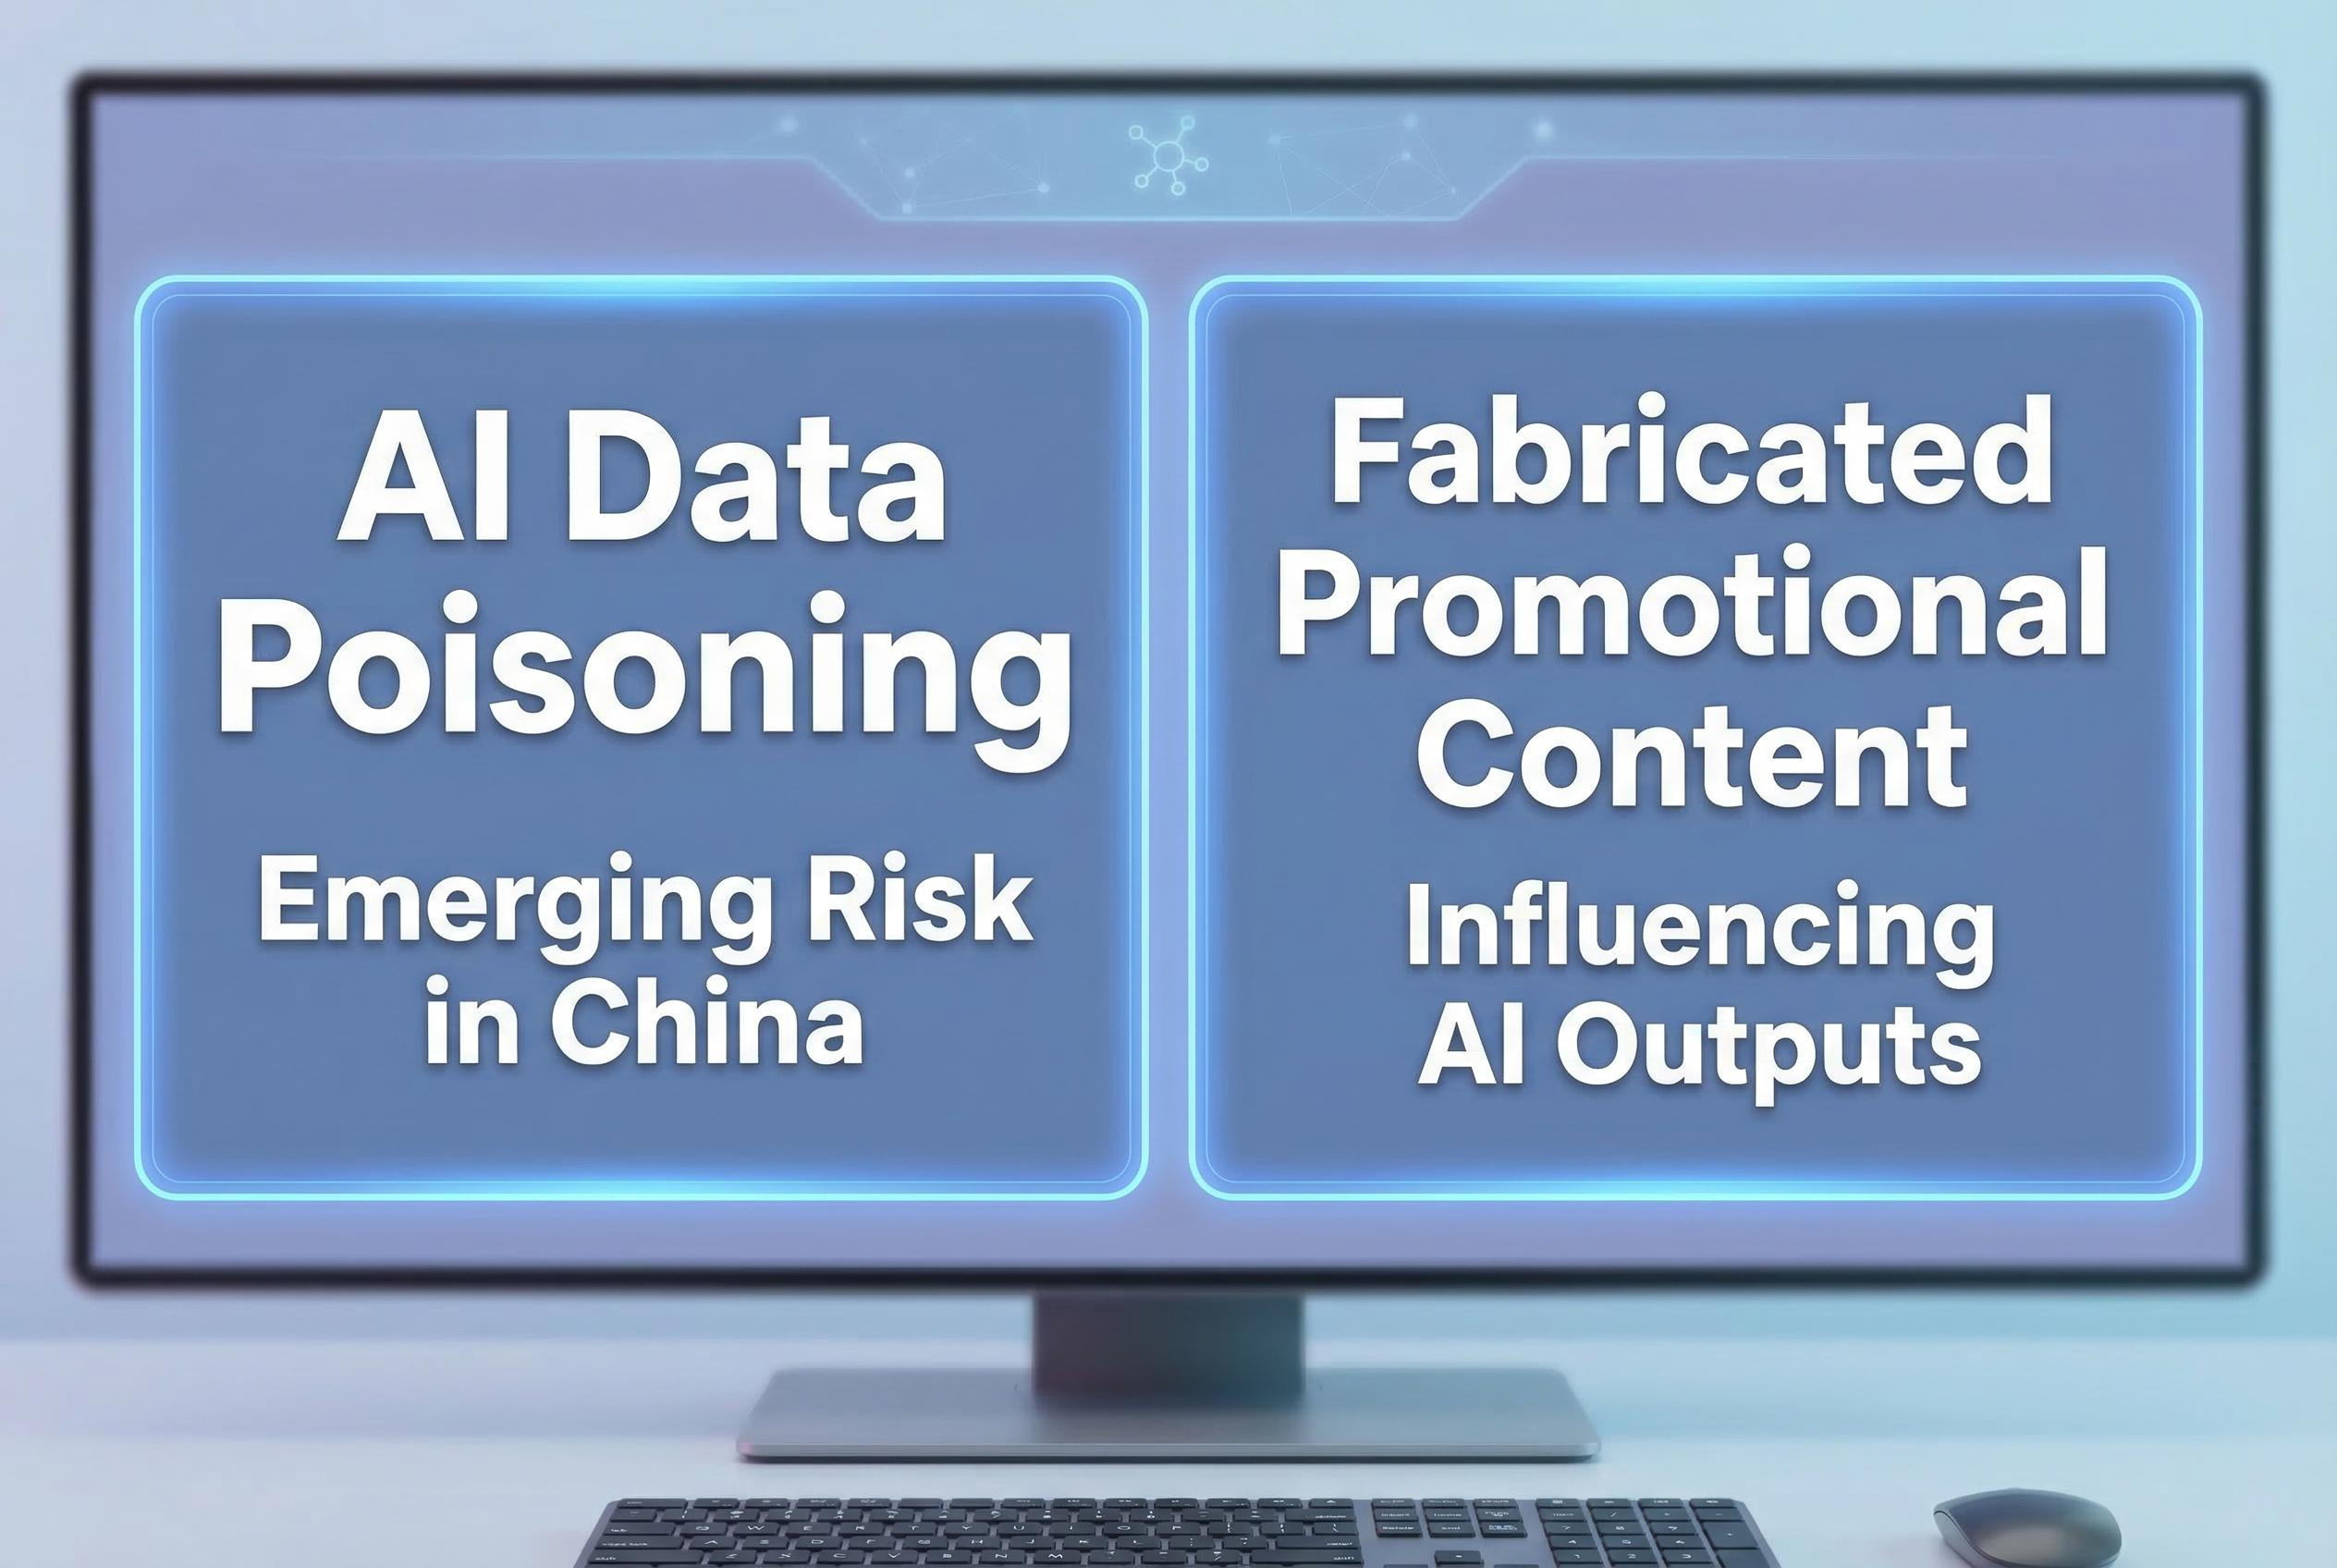 AI Data
Poisoning
Emerging Risk
in China
Fabricated
Promotional
Content
Influencing
AI Outputs